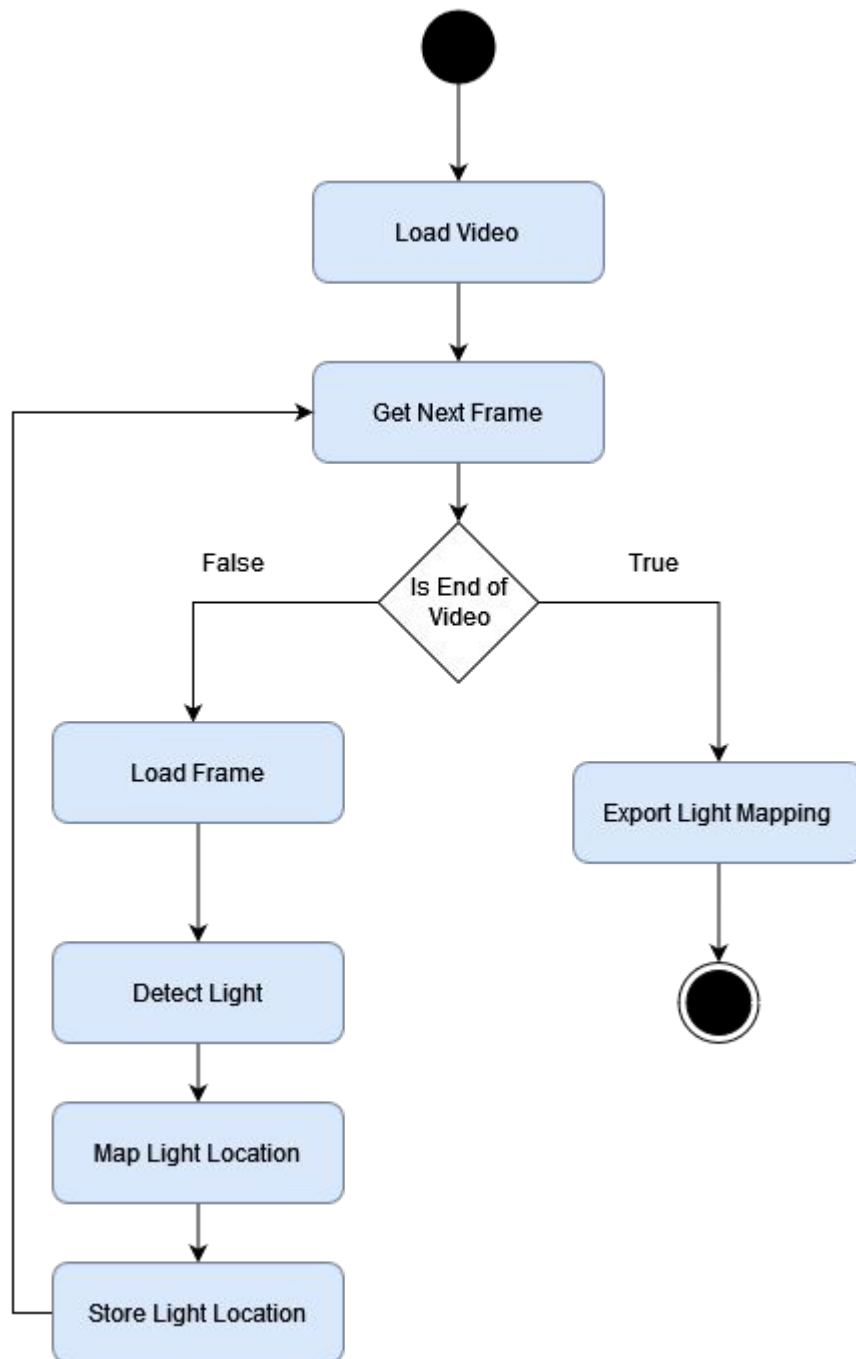 Load Video
Get Next Frame
False
True
Is End of
Video
Load Frame
Export Light Mapping
Detect Light
Map Light Location
Store Light Location